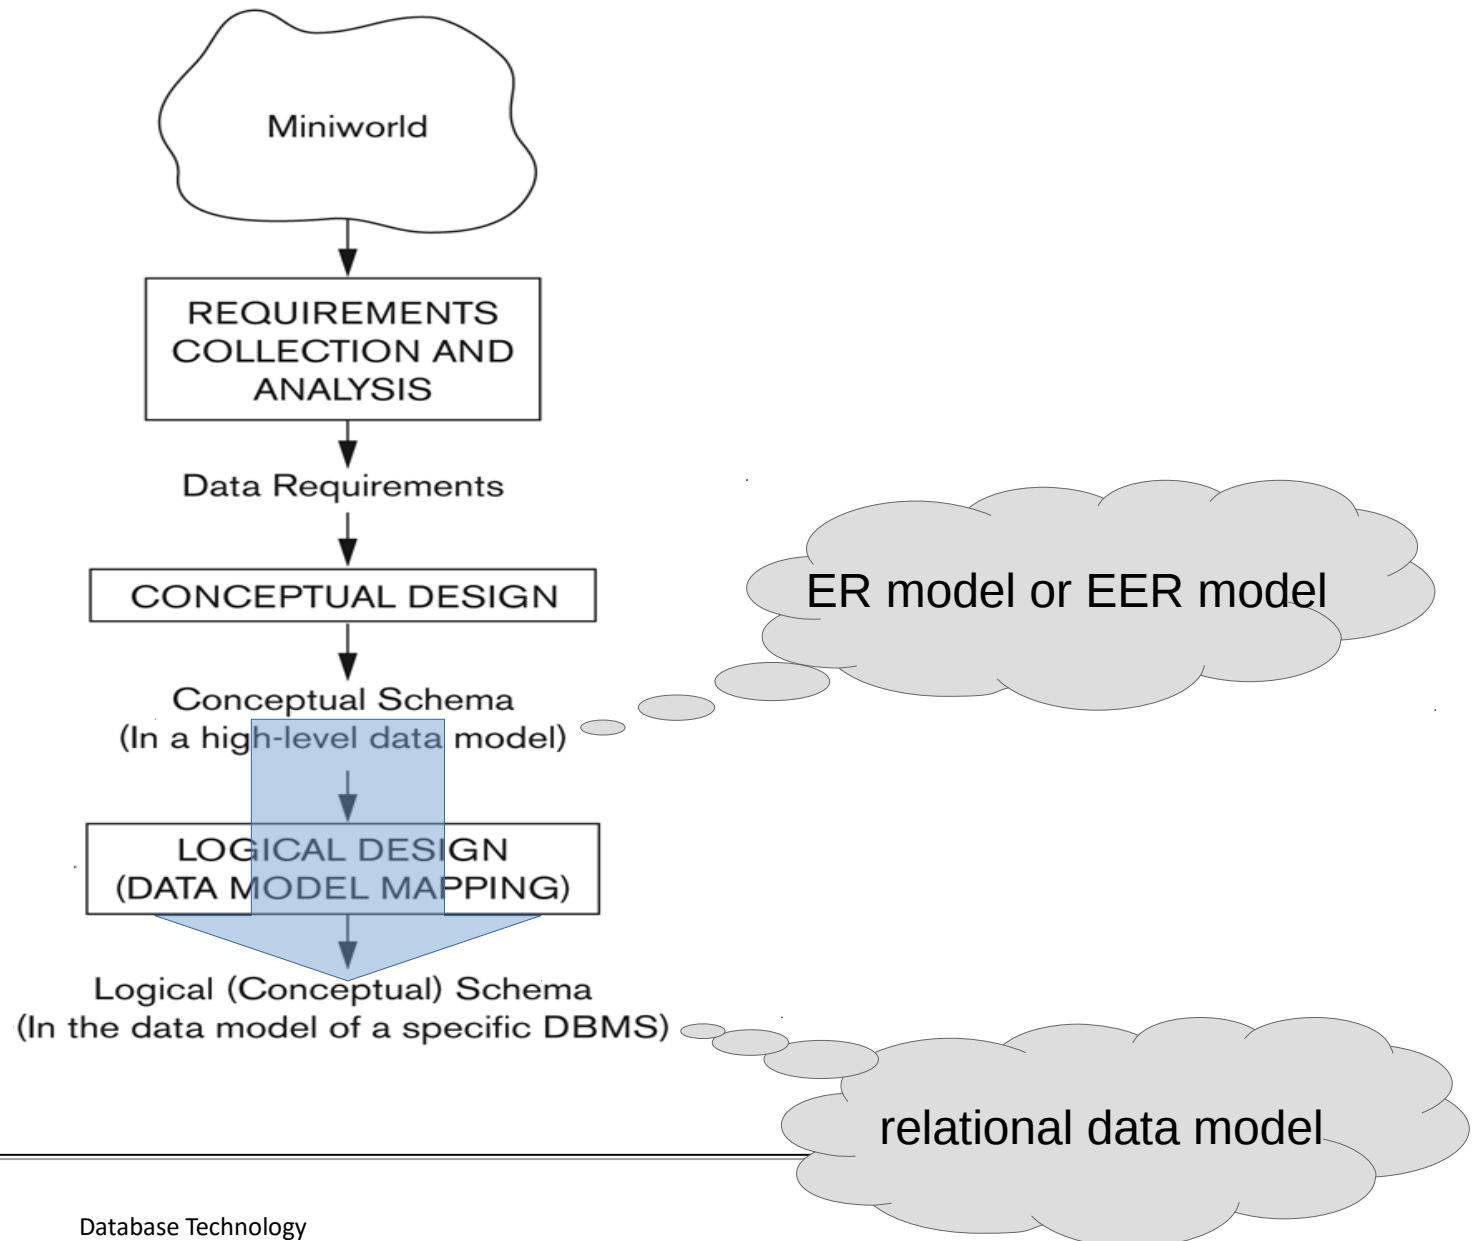 Miniworld
REQUIREMENTS
COLLECTION AND
ANALYSIS
Data Requirements
CONCEPTUAL DESIGN
ER model or EER model
Conceptual Schema
(In a high-level data model)
LOGICAL DESIGN
(DATA MODEL MAPPING)
Logical (Conceptual) Schema
(In the data model of a specific DBMS)
relational data model
Database Technology